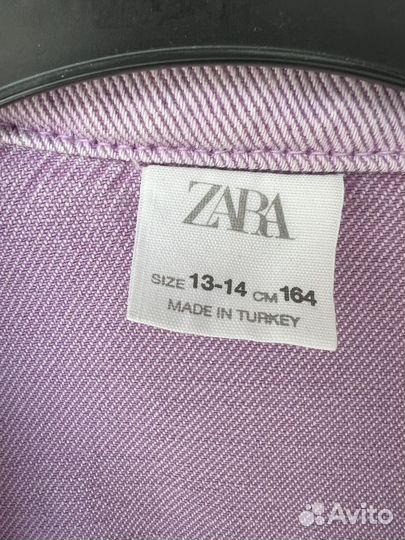 ZARA
SIZE 13-14 CM 164
MADE IN TURKEY
Avito